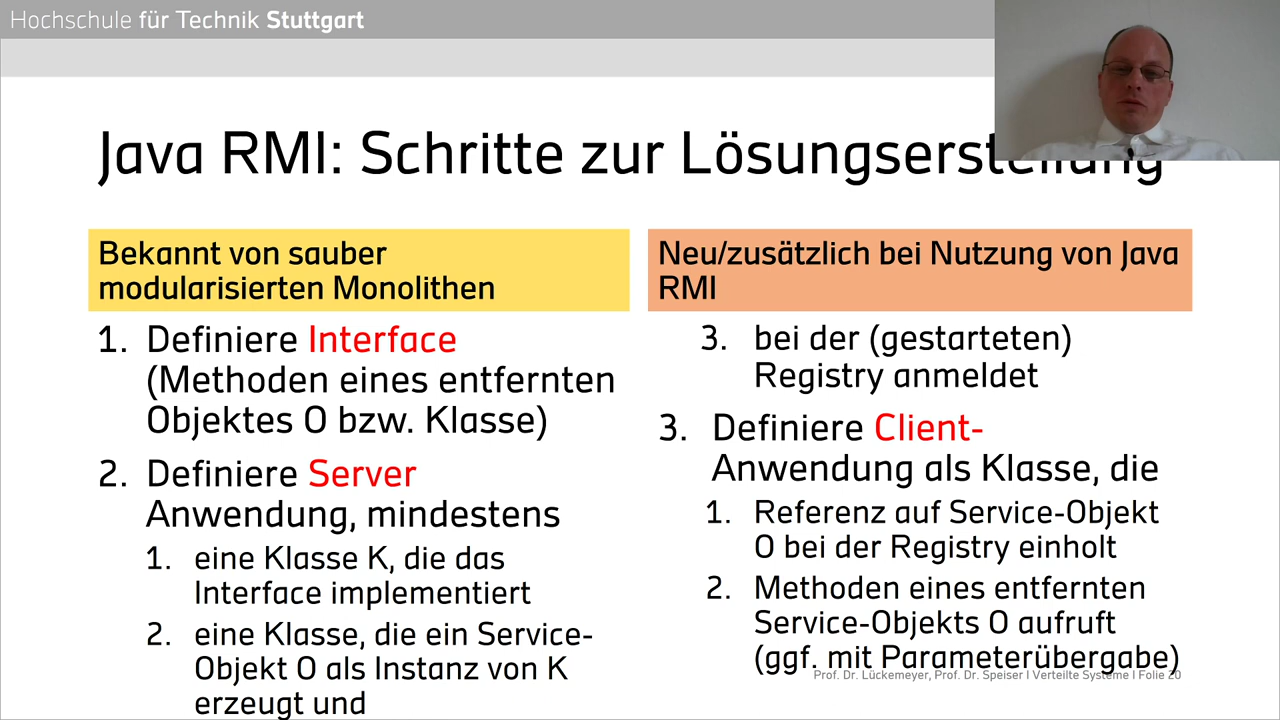 Hochschule für Technik Stuttgart
Java RMI: Schritte zur Lösungserstellung
Bekannt von sauber
modularisierten Monolithen
1. Definiere Interface
(Methoden eines entfernten
Objektes O bzw. Klasse)
2. Definiere Server
Anwendung, mindestens
1. eine Klasse K, die das
Interface implementiert
2. eine Klasse, die ein Service-
Objekt O als Instanz von K
erzeugt und
Neu/zusätzlich bei Nutzung von Java
RMI
3. bei der (gestarteten)
Registry anmeldet
3. Definiere Client-
Anwendung als Klasse, die
1. Referenz auf Service-Objekt
O bei der Registry einholt
2. Methoden eines entfernten
Service-Objekts O aufruft
(ggf. mit Parameterübergabe)
Prof. Dr. Lückemeyer, Prof. Dr. Speiser I Verteilte Systeme I Folie 20